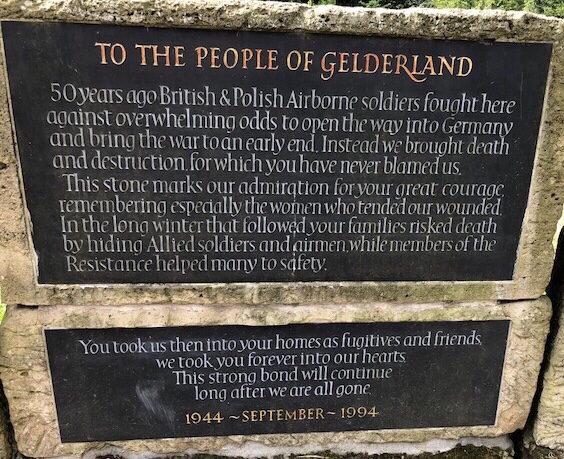 TO THE PEOPLE OF GELDERLAND
50 years ago British & Polish Airborne soldiers fought here
against overwhelming odds to open the way into Germany
and bring the war to an early end. Instead we brought death
and destruction for which you have never blamed us.
This stone marks our admiration for your great courage
remembering especially the women who tended our wounded.
In the long winter that followed your families risked death
by hiding Allied soldiers and airmen, while members of the
Resistance helped many to safety.
You took us then into your homes as fugitives and friends,
we took you forever into our hearts.
This strong bond will continue
long after we are all gone.
1944 ~ SEPTEMBER ~ 1994